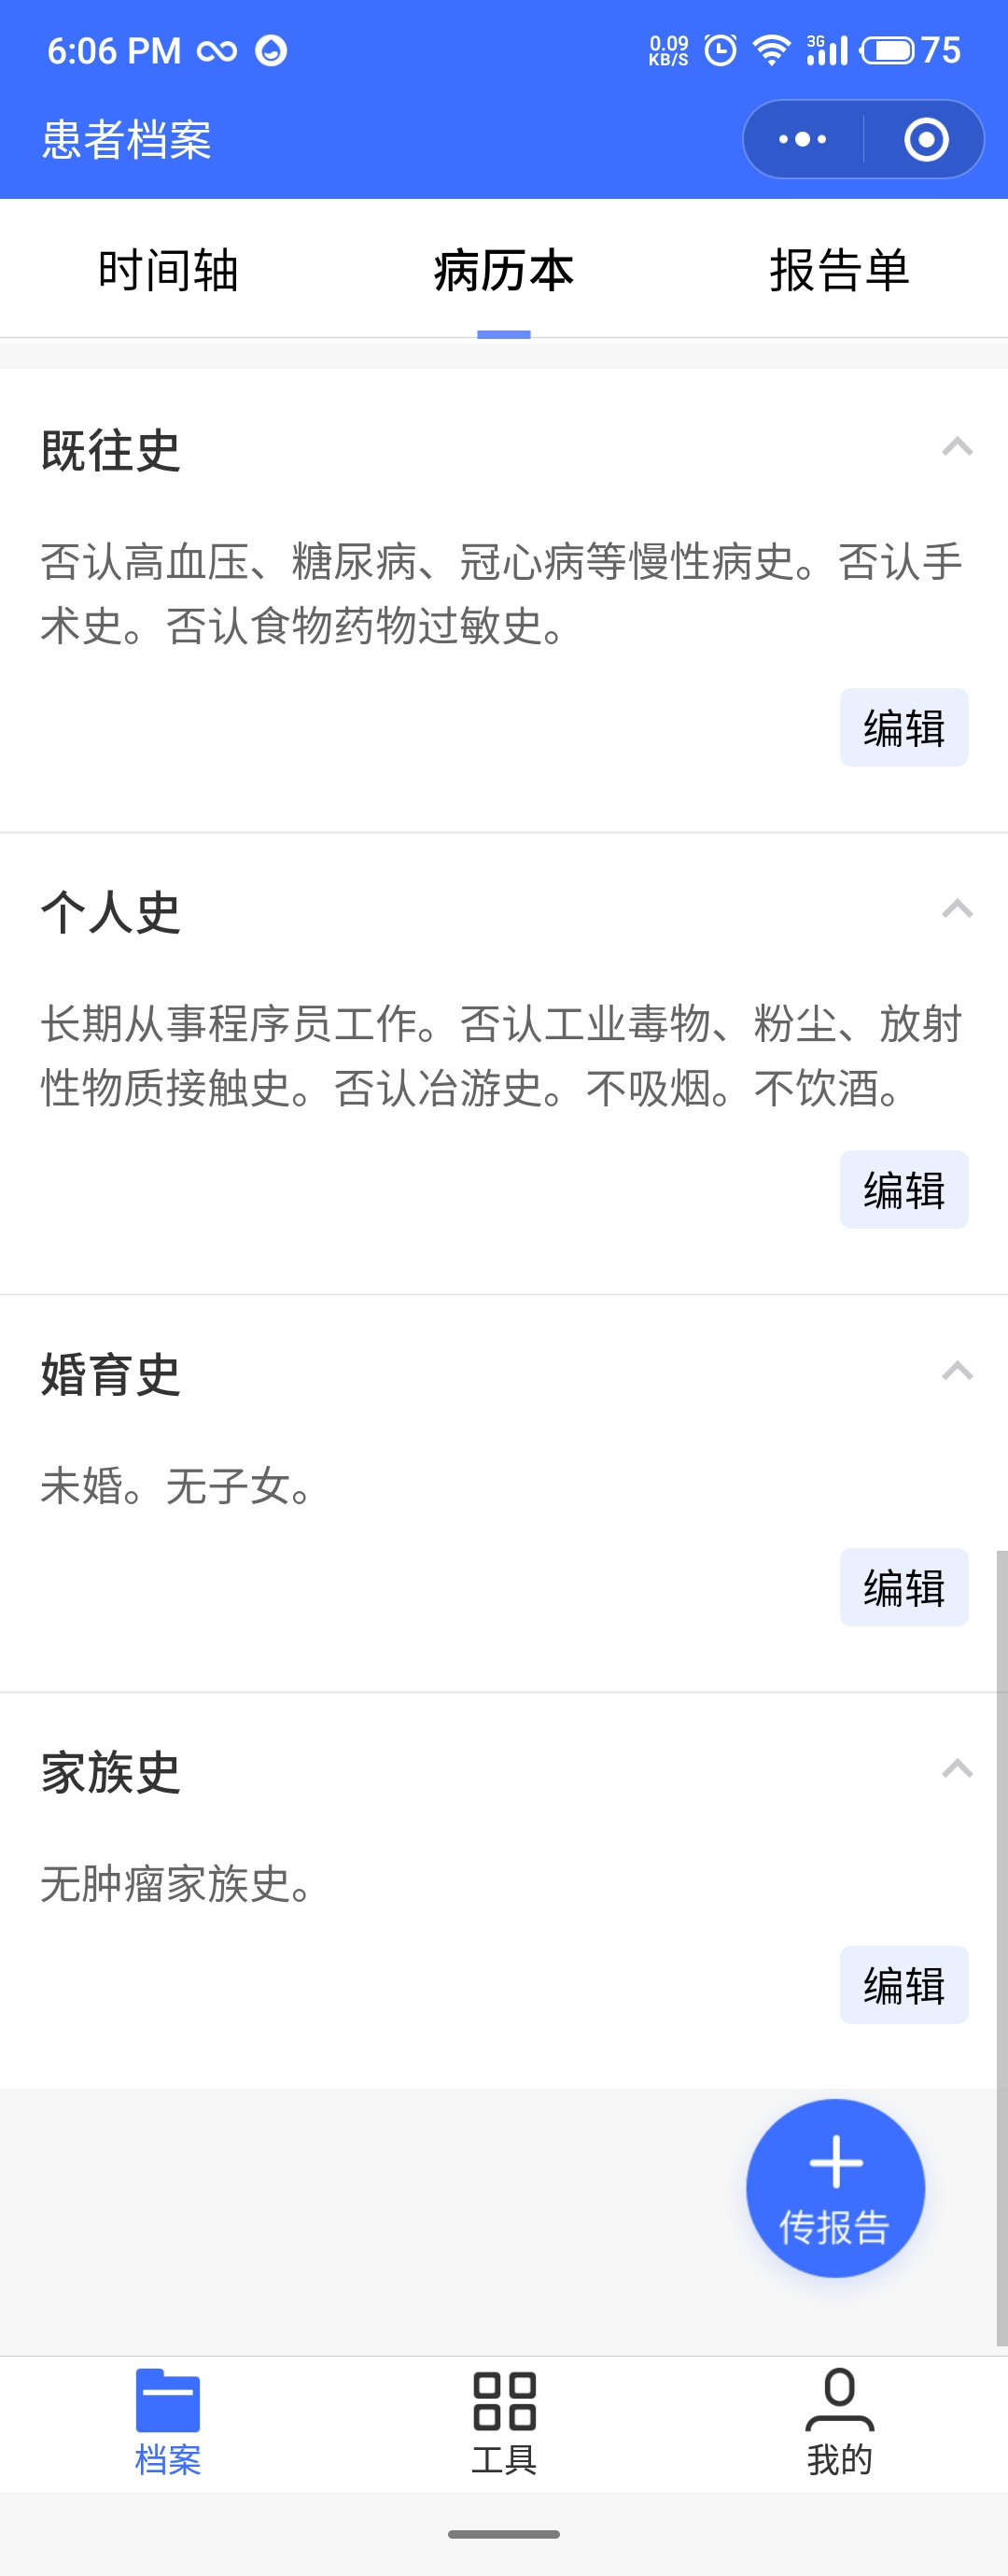 6:06 PM
0.09
KB/S
3G
75
患者档案
时间轴
病历本
报告单
既往史
否认高血压、糖尿病、冠心病等慢性病史。否认手
术史。否认食物药物过敏史。
编辑
个人史
长期从事程序员工作。否认工业毒物、粉尘、放射
性物质接触史。否认冶游史。不吸烟。不饮酒。
编辑
婚育史
未婚。无子女。
编辑
家族史
无肿瘤家族史。
编辑
传报告
档案
工具
我的